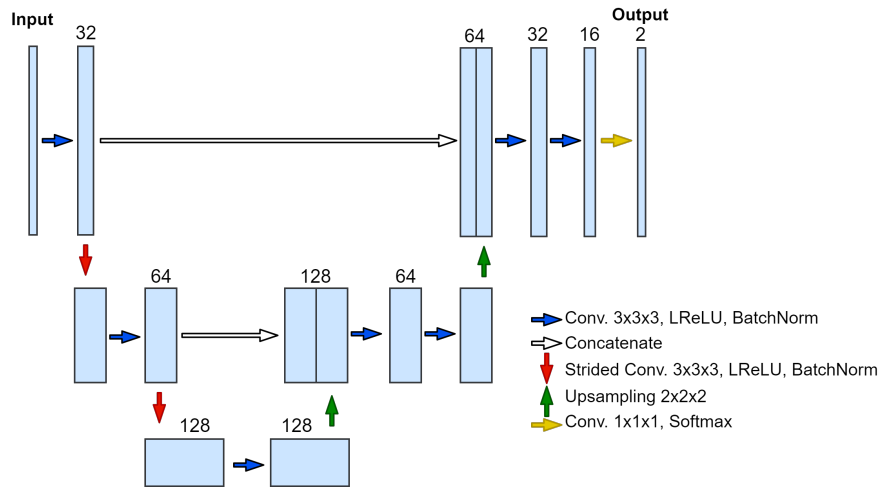 Input
Output
32
64
32
16
2
64
128
64
128
128
Conv. 3x3x3, LReLU, BatchNorm
Concatenate
Strided Conv. 3x3x3, LReLU, BatchNorm
Upsampling 2x2x2
Conv. 1x1x1, Softmax